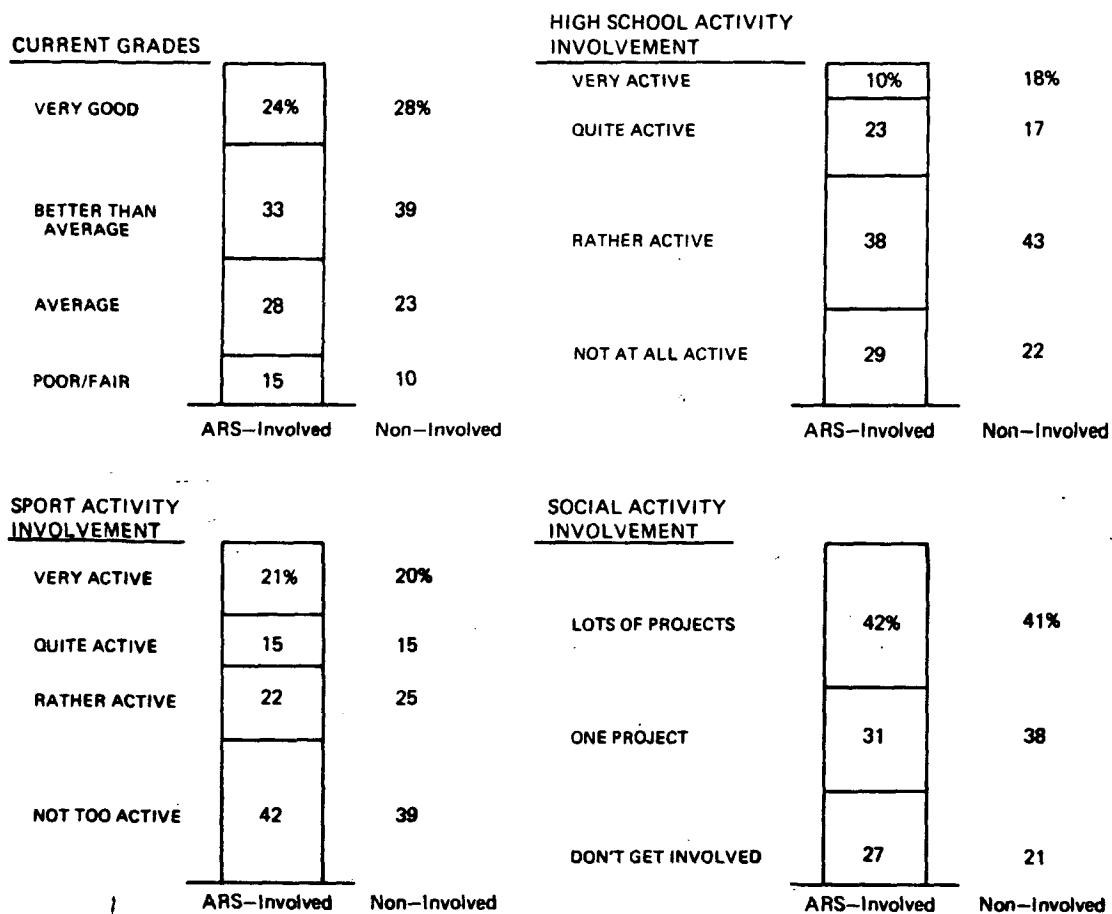 CURRENT GRADES
VERY GOOD 24% 28%
BETTER THAN
AVERAGE 33 39
AVERAGE 28 23
POOR/FAIR 15 10
ARS—Involved Non—Involved
HIGH SCHOOL ACTIVITY
INVOLVEMENT
VERY ACTIVE 10% 18%
QUITE ACTIVE 23 17
RATHER ACTIVE 38 43
NOT AT ALL ACTIVE 29 22
ARS—Involved Non—Involved
SPORT ACTIVITY
INVOLVEMENT
VERY ACTIVE 21% 20%
QUITE ACTIVE 15 15
RATHER ACTIVE 22 25
NOT TOO ACTIVE 42 39
ARS—Involved Non—Involved
SOCIAL ACTIVITY
INVOLVEMENT
LOTS OF PROJECTS 42% 41%
ONE PROJECT 31 38
DON'T GET INVOLVED 27 21
ARS—Involved Non—Involved